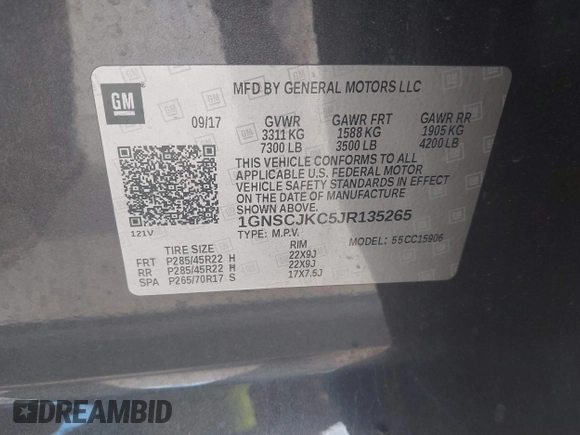 GM
MFD BY GENERAL MOTORS LLC
09/17 GVWR GAWR FRT GAWR RR
3311 KG 1588 KG 1905 KG
7300 LB 3500 LB 4200 LB
THIS VEHICLE CONFORMS TO ALL
APPLICABLE U.S. FEDERAL MOTOR
VEHICLE SAFETY STANDARDS IN EFFECT
ON THE DATE OF MANUFACTURE SHOWN
ABOVE.
1GNSCJKC5JR135265
121V TYPE: M.P.V. MODEL: 55CC15906
TIRE SIZE RIM
FRT P285/45R22 H 22X9J
RR P285/45R22 H 22X9J
SPA P265/70R17 S 17X7.5J
DREAMBID